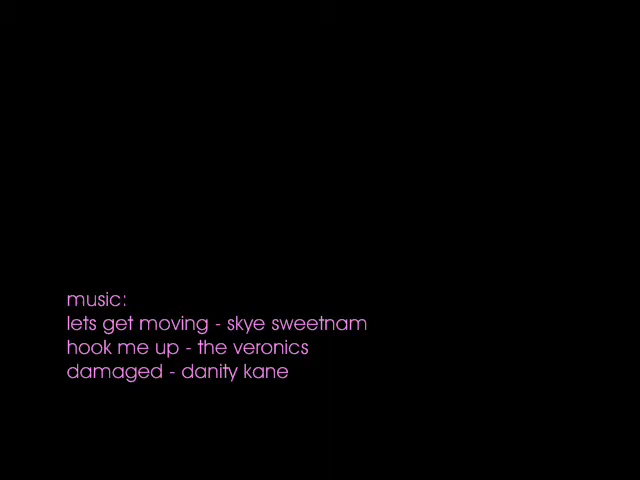 music:
lets get moving - skye sweetnam
hook me up - the veronics
damaged - danity kane